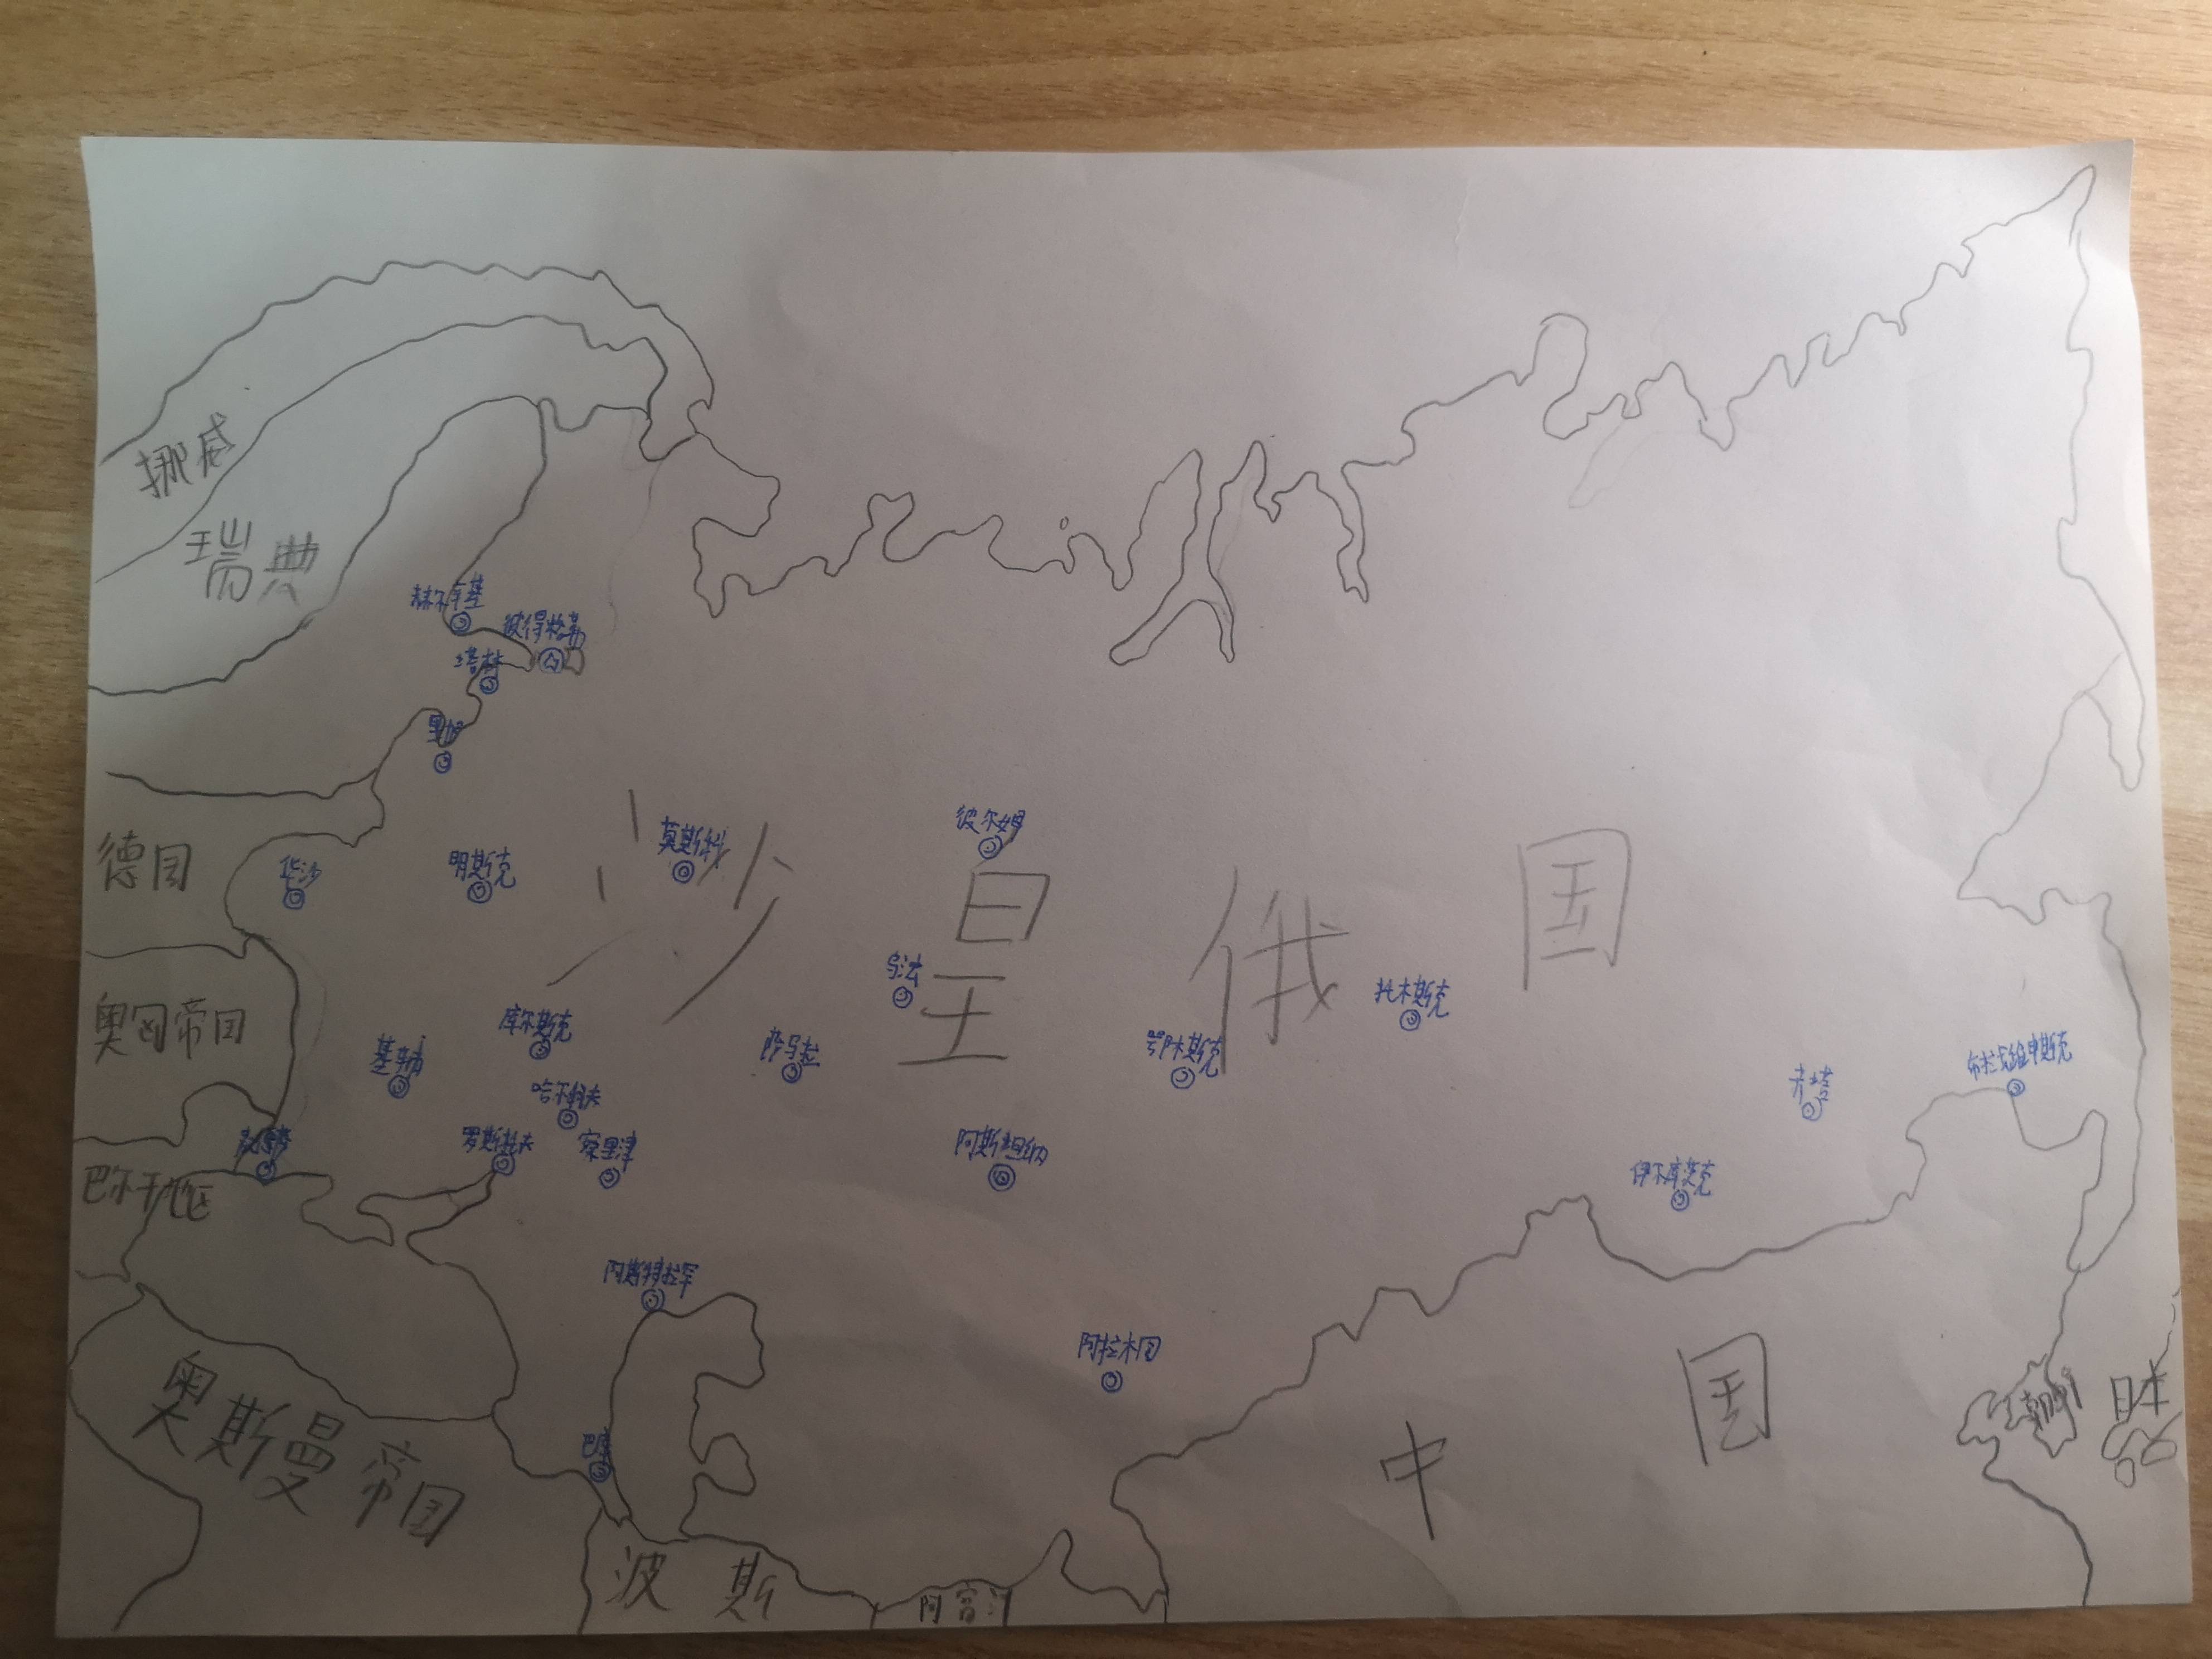 挪威
瑞典
赫尔辛基
彼得格勒
塔林
里加
德国
华沙
明斯克
莫斯科
彼尔姆
沙皇俄国
奥匈帝国
乌法
托木斯克
库尔斯克
基辅
萨马拉
鄂木斯克
哈尔科夫
赤塔
布拉戈维申斯克
罗斯托夫
察里津
阿斯坦纳
伊尔库茨克
巴尔干地区
阿斯特拉罕
阿拉木图
中国
朝鲜
日本
奥斯曼帝国
巴库
波斯
阿富汗